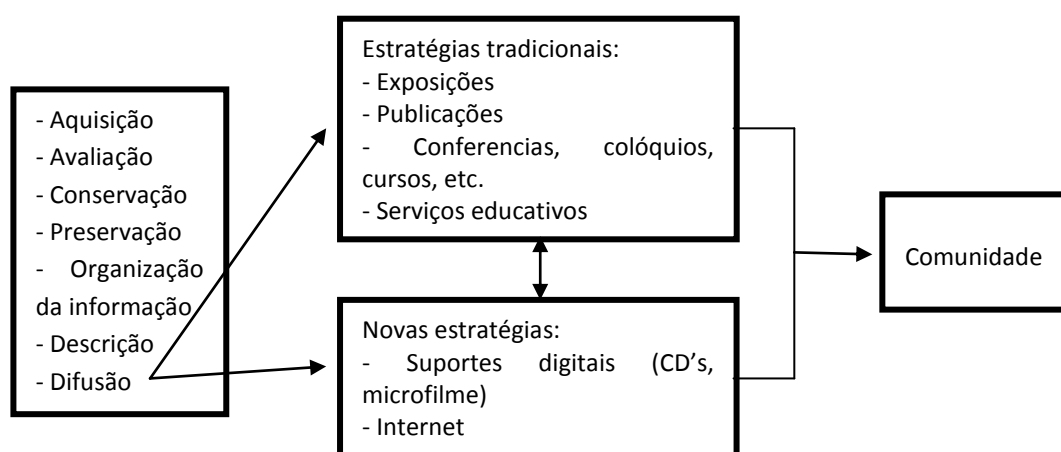 - Aquisição
- Avaliação
- Conservação
- Preservação
- Organização
da informação
- Descrição
- Difusão
Estratégias tradicionais:
- Exposições
- Publicações
- Conferencias, colóquios,
cursos, etc.
- Serviços educativos
Novas estratégias:
- Suportes digitais (CD’s,
microfilme)
- Internet
Comunidade